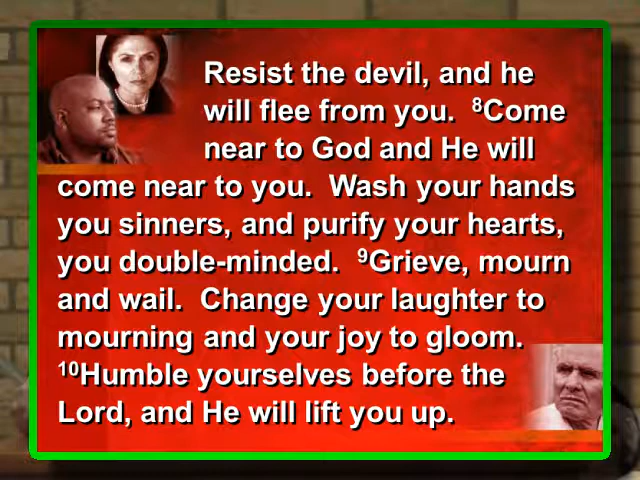 Resist the devil, and he
will flee from you. ⁸Come
near to God and He will
come near to you. Wash your hands
you sinners, and purify your hearts,
you double-minded. ⁹Grieve, mourn
and wail. Change your laughter to
mourning and your joy to gloom.
¹⁰Humble yourselves before the
Lord, and He will lift you up.